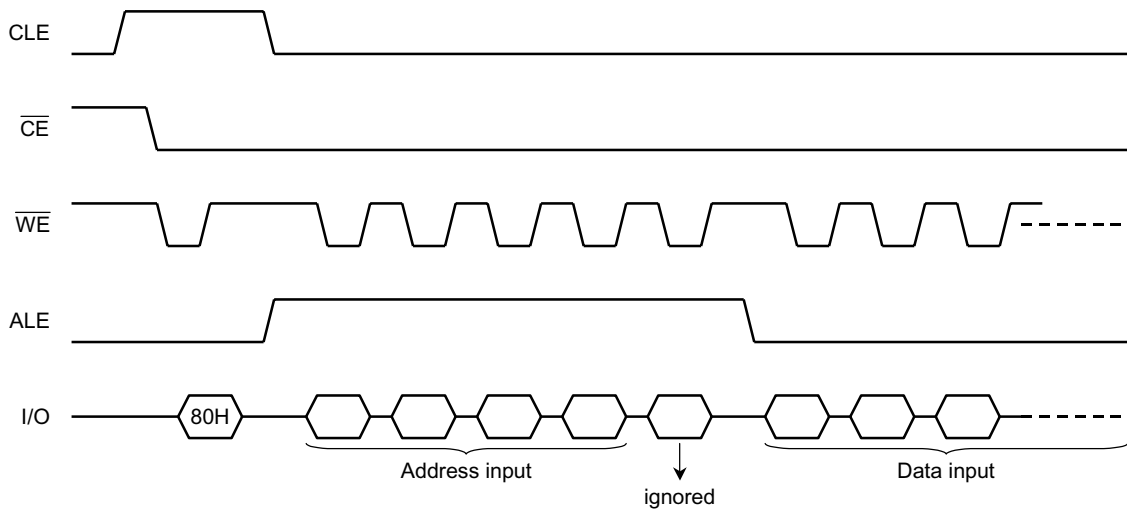 CLE
CE
WE
ALE
I/O
80H
Address input
Data input
ignored